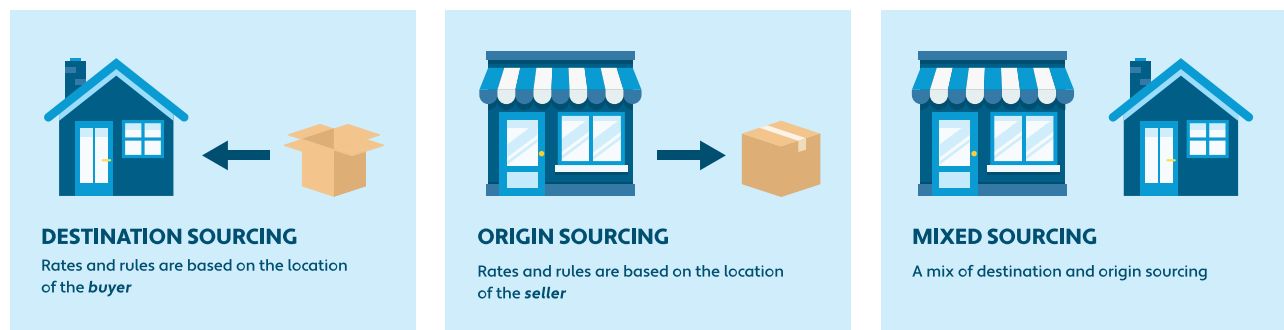 DESTINATION SOURCING
Rates and rules are based on the location
of the buyer
ORIGIN SOURCING
Rates and rules are based on the location
of the seller
MIXED SOURCING
A mix of destination and origin sourcing